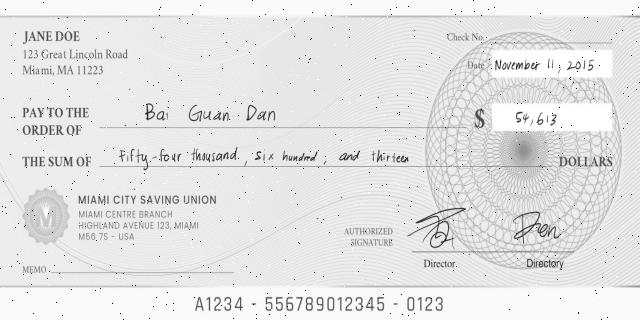 JANE DOE
123 Great Lincoln Road
Miami, MA 11223
Check No.
Date November 11, 2015
PAY TO THE
ORDER OF Bai Guan Dan
$ 54,613
THE SUM OF Fifty-four thousand, six hundred, and thirteen DOLLARS
MIAMI CITY SAVING UNION
MIAMI CENTRE BRANCH
HIGHLAND AVENUE 123, MIAMI
M56,7S - USA
AUTHORIZED
SIGNATURE
Director.
Directory
MEMO
A1234 - 556789012345 - 0123